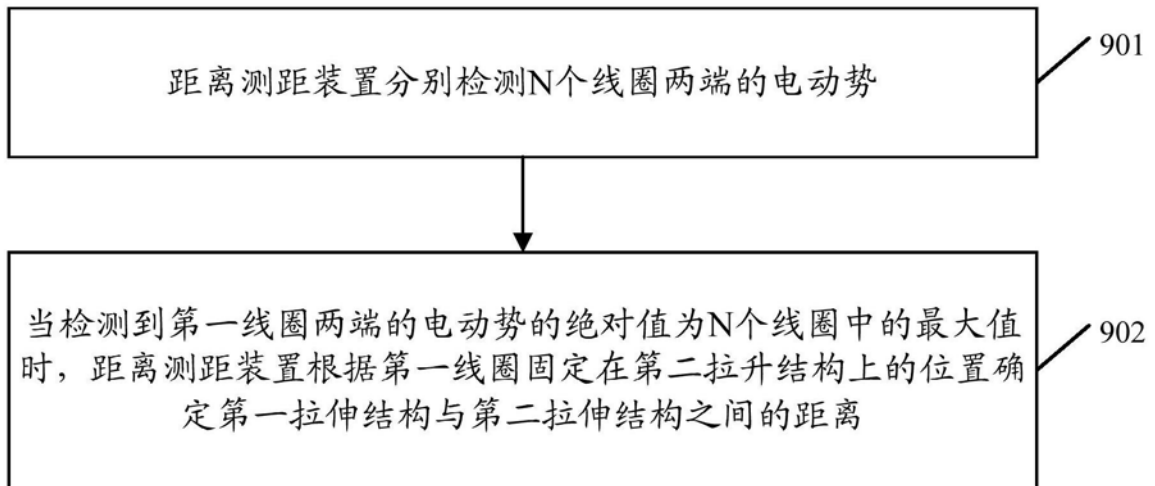 距离测距装置分别检测N个线圈两端的电动势
901
当检测到第一线圈两端的电动势的绝对值为N个线圈中的最大值
时，距离测距装置根据第一线圈固定在第二拉升结构上的位置确
定第一拉伸结构与第二拉伸结构之间的距离
902